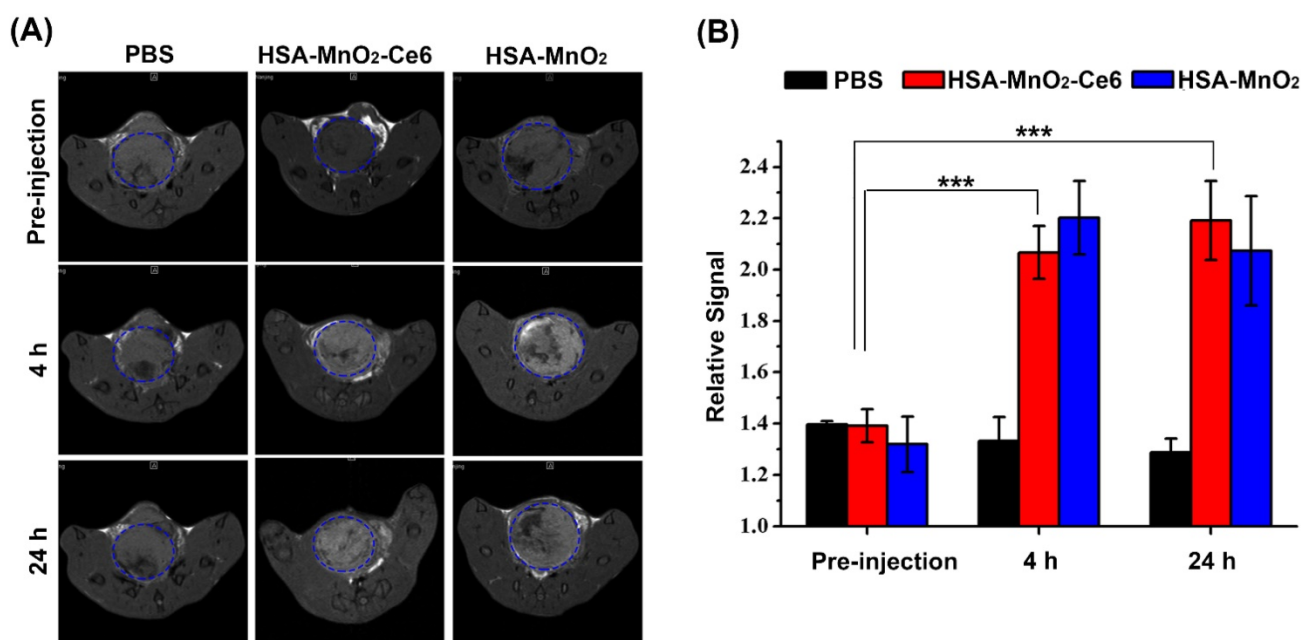 (A)
PBS
HSA-MnO₂-Ce6
HSA-MnO₂
Pre-injection
4 h
24 h
(B)
PBS
HSA-MnO₂-Ce6
HSA-MnO₂
***
***
Relative Signal
2.4
2.2
2.0
1.8
1.6
1.4
1.2
1.0
Pre-injection
4 h
24 h